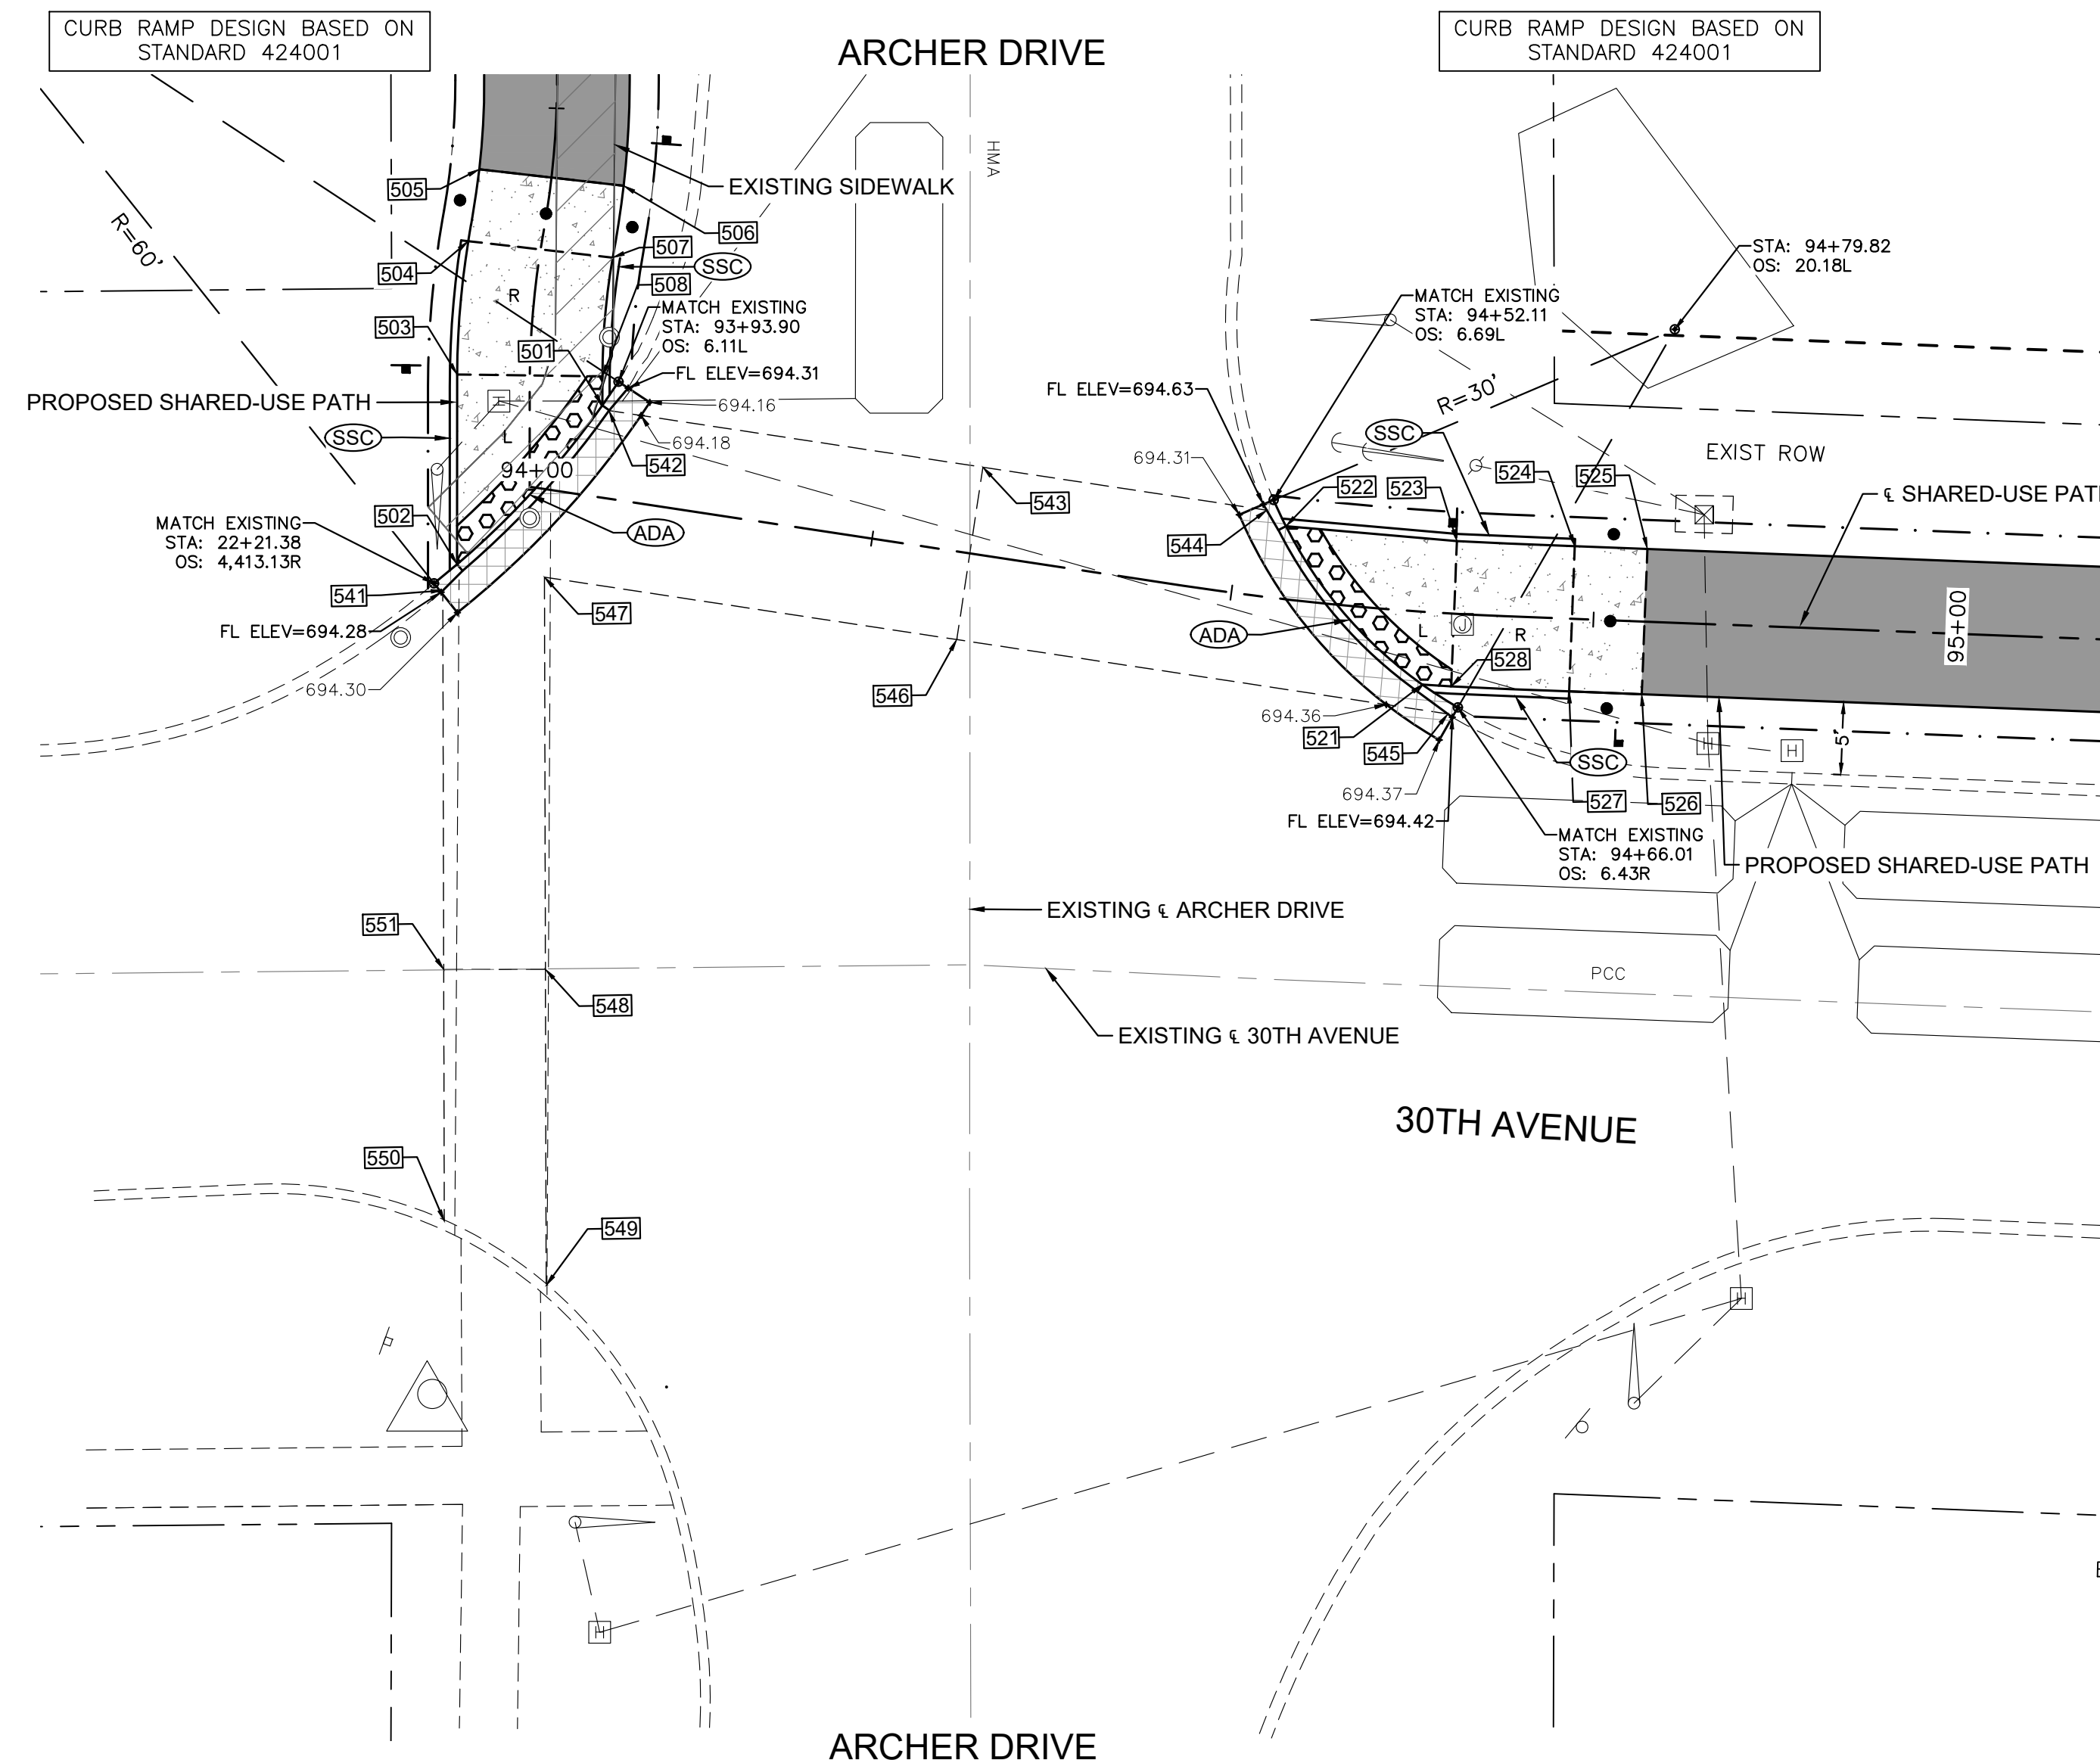 CURB RAMP DESIGN BASED ON
STANDARD 424001
ARCHER DRIVE
CURB RAMP DESIGN BASED ON
STANDARD 424001
HMA
R=60'
505
EXISTING SIDEWALK
506
507
504
SSC
508
R
MATCH EXISTING
STA: 93+93.90
OS: 6.11L
503
501
FL ELEV=694.31
PROPOSED SHARED-USE PATH
694.16
H
SSC
L
694.18
94+00
542
502
MATCH EXISTING
STA: 22+21.38
OS: 4,413.13R
ADA
541
547
FL ELEV=694.28
694.30
STA: 94+79.82
OS: 20.18L
MATCH EXISTING
STA: 94+52.11
OS: 6.69L
FL ELEV=694.63
R=30'
SSC
EXIST ROW
694.31
522
523
524
525
543
℄ SHARED-USE PAT
544
95+00
ADA
J
L
R
528
546
694.36
521
545
5'
SSC
H
H
694.37
527
526
FL ELEV=694.42
MATCH EXISTING
STA: 94+66.01
OS: 6.43R
PROPOSED SHARED-USE PATH
551
EXISTING ℄ ARCHER DRIVE
PCC
548
EXISTING ℄ 30TH AVENUE
30TH AVENUE
550
549
H
H
ARCHER DRIVE